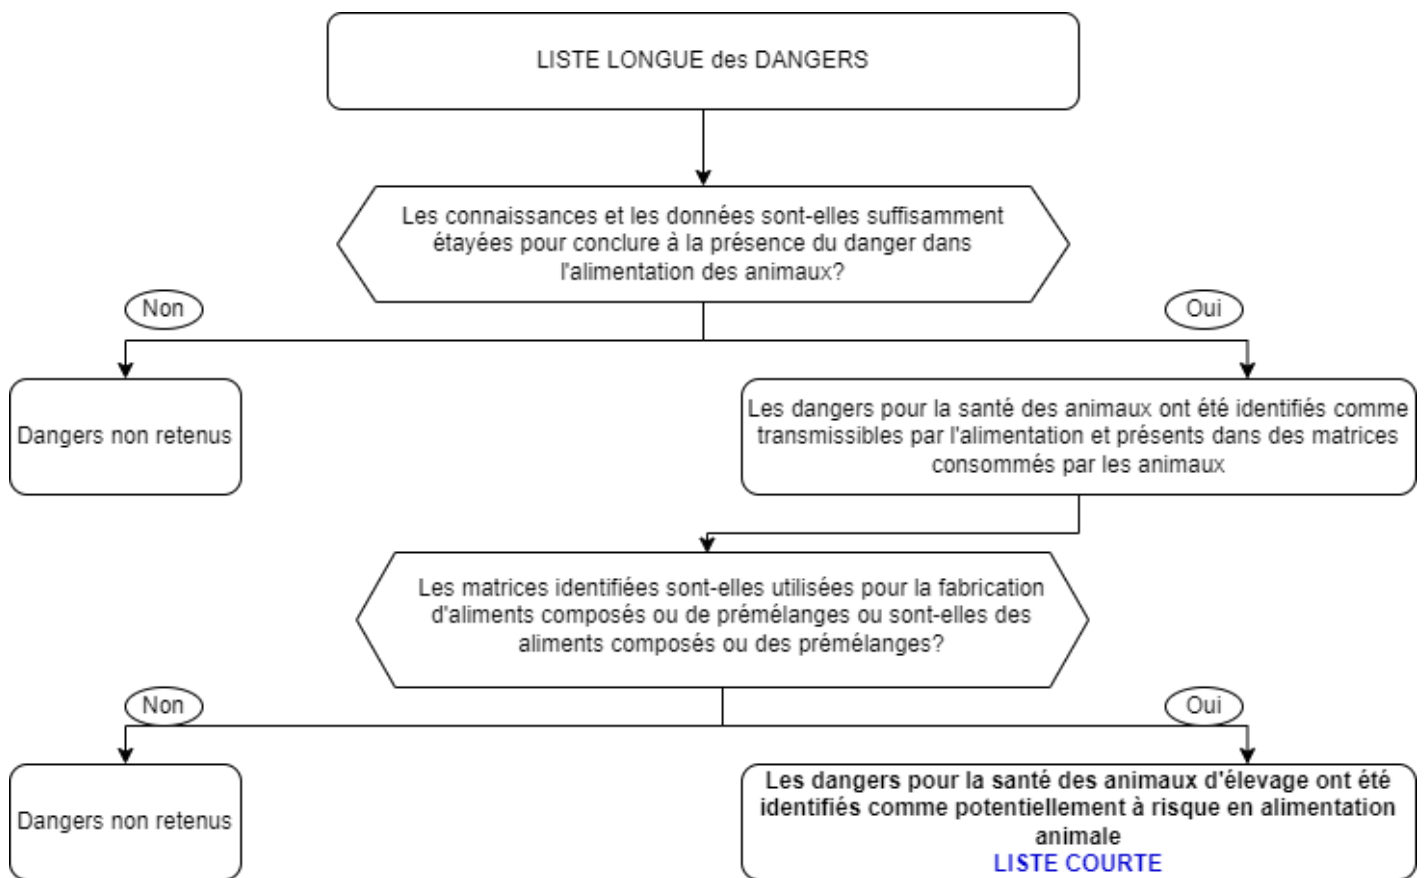 LISTE LONGUE des DANGERS
Les connaissances et les données sont-elles suffisamment
étayées pour conclure à la présence du danger dans
l'alimentation des animaux?
Non
Oui
Dangers non retenus
Les dangers pour la santé des animaux ont été identifiés comme
transmissibles par l'alimentation et présents dans des matrices
consommés par les animaux
Les matrices identifiées sont-elles utilisées pour la fabrication
d'aliments composés ou de prémélanges ou sont-elles des
aliments composés ou des prémélanges?
Non
Oui
Dangers non retenus
Les dangers pour la santé des animaux d'élevage ont été
identifiés comme potentiellement à risque en alimentation
animale
LISTE COURTE